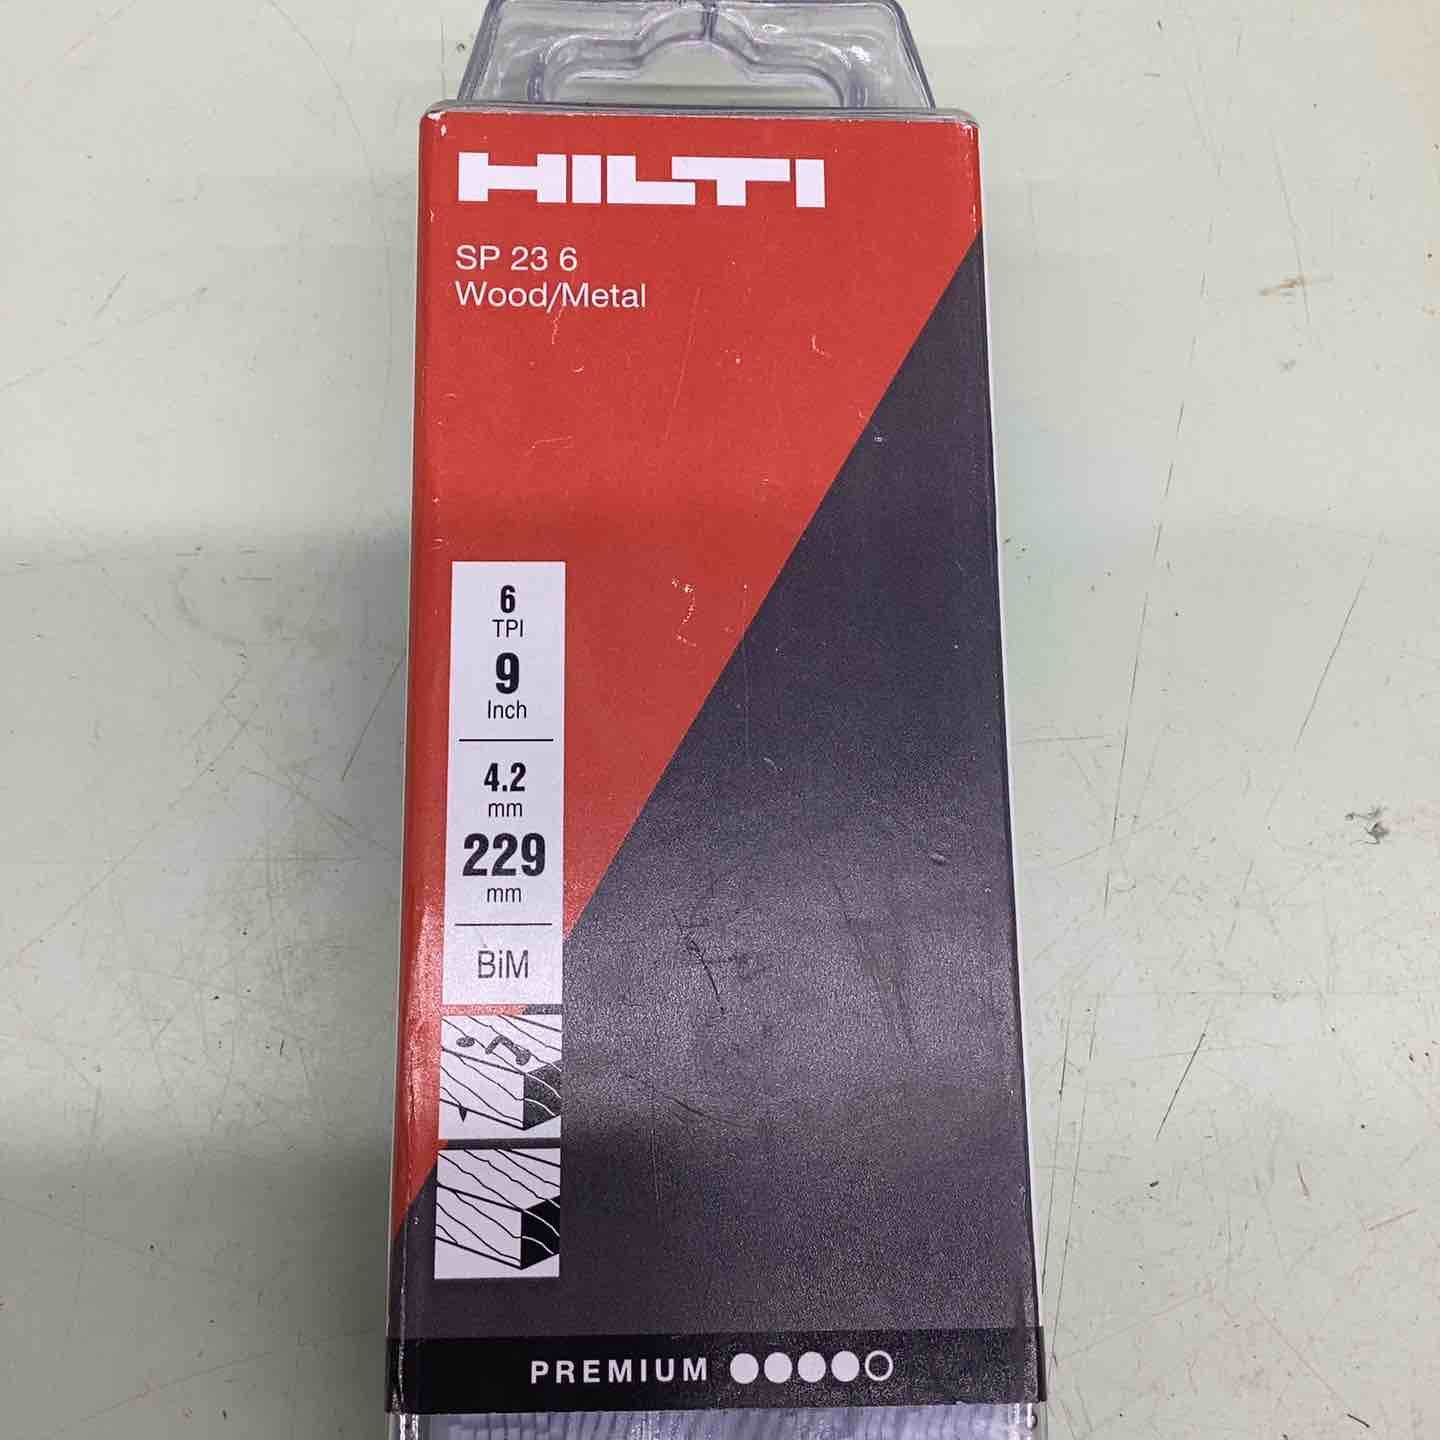 HILTI
SP 23 6
Wood/Metal
6
TPI
9
Inch
4.2
mm
229
mm
BiM
PREMIUM